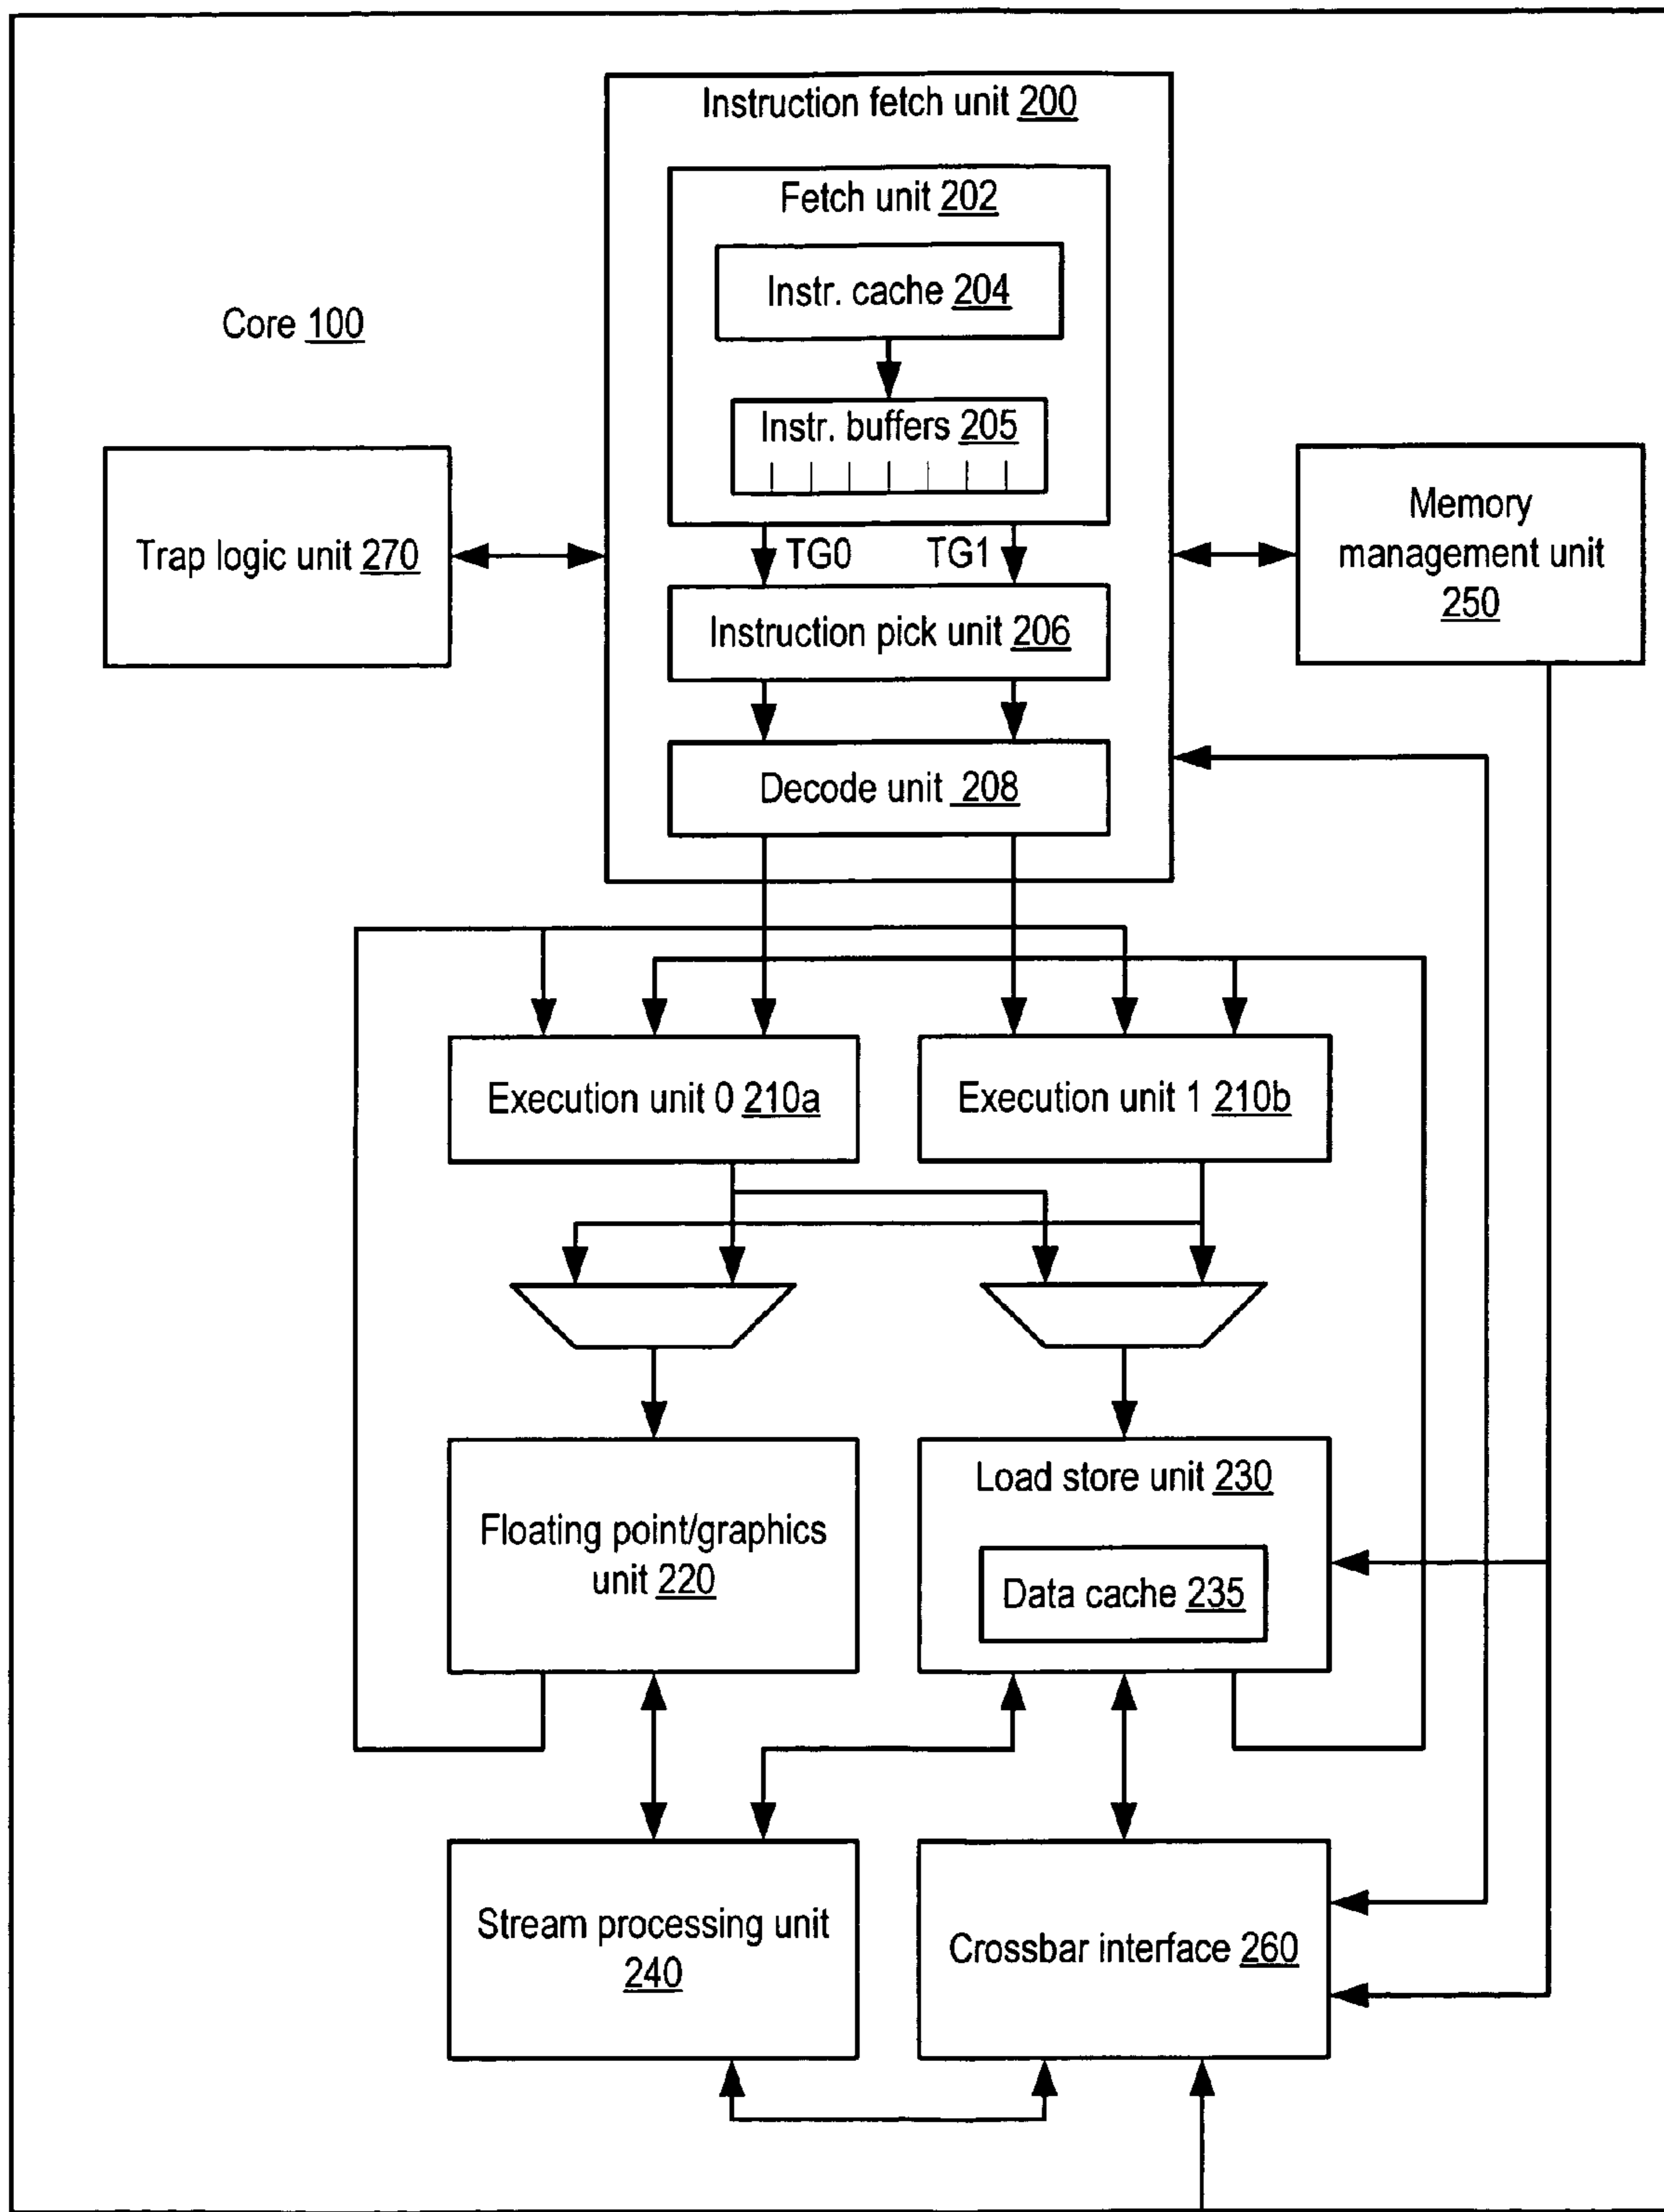 Instruction fetch unit 200
Fetch unit 202
Instr. cache 204
Core 100
Instr. buffers 205
Trap logic unit 270
TG0
TG1
Memory
management unit
250
Instruction pick unit 206
Decode unit 208
Execution unit 0 210a
Execution unit 1 210b
Load store unit 230
Floating point/graphics
unit 220
Data cache 235
Stream processing unit
240
Crossbar interface 260